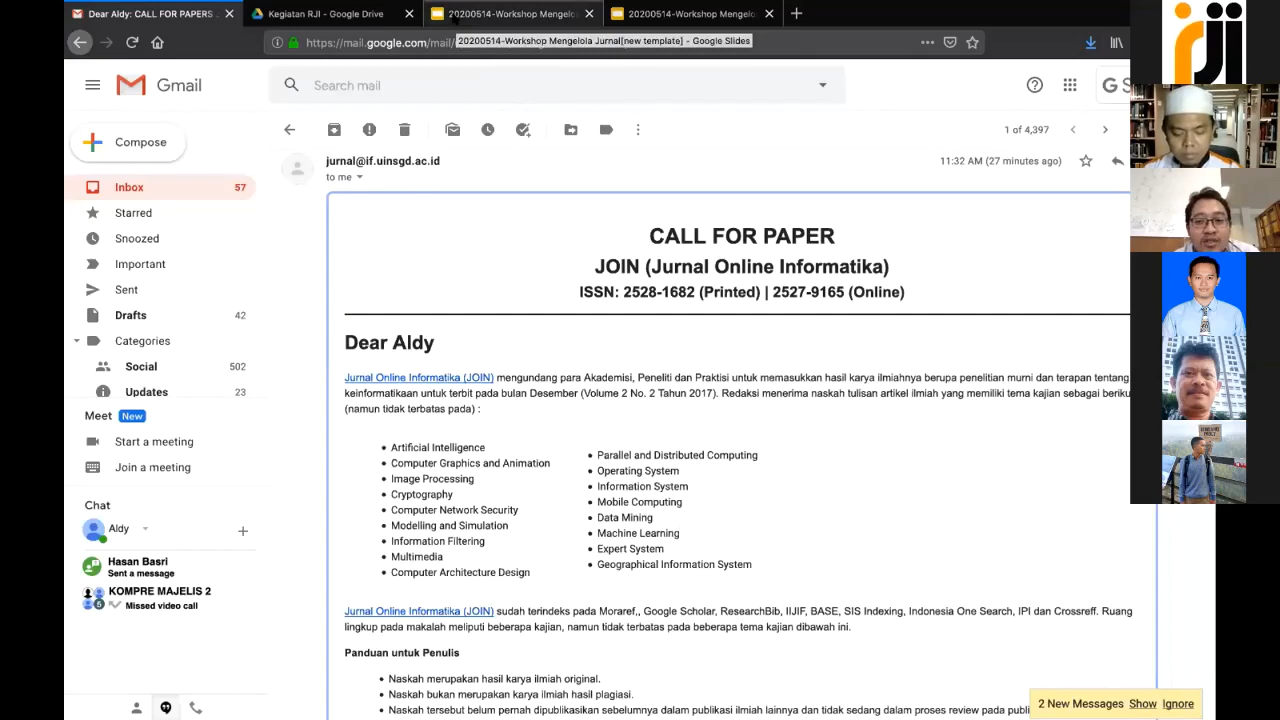 Dear Aldy: CALL FOR PAPERS
Kegiatan RJI - Google Drive
20200514-Workshop Mengelo
20200514-Workshop Mengelo
https://mail.google.com/mail/
20200514-Workshop Mengelola Jurnal[new template] - Google Slides
Gmail
Search mail
G S
rji
Compose
1 of 4,397
Inbox 57
Starred
Snoozed
Important
Sent
Drafts 42
Categories
Social 502
Updates 23
Meet New
Start a meeting
Join a meeting
Chat
Aldy
Hasan Basri
Sent a message
KOMPRE MAJELIS 2
6 Missed video call
jurnal@if.uinsgd.ac.id
11:32 AM (27 minutes ago)
to me
CALL FOR PAPER
JOIN (Jurnal Online Informatika)
ISSN: 2528-1682 (Printed) | 2527-9165 (Online)
Dear Aldy
Jurnal Online Informatika (JOIN) mengundang para Akademisi, Peneliti dan Praktisi untuk memasukkan hasil karya ilmiahnya berupa penelitian murni dan terapan tentang
keinformatikaan untuk terbit pada bulan Desember (Volume 2 No. 2 Tahun 2017). Redaksi menerima naskah tulisan artikel ilmiah yang memiliki tema kajian sebagai beriku
(namun tidak terbatas pada) :
• Artificial Intelligence
• Computer Graphics and Animation
• Image Processing
• Cryptography
• Computer Network Security
• Modelling and Simulation
• Information Filtering
• Multimedia
• Computer Architecture Design
• Parallel and Distributed Computing
• Operating System
• Information System
• Mobile Computing
• Data Mining
• Machine Learning
• Expert System
• Geographical Information System
Jurnal Online Informatika (JOIN) sudah terindeks pada Moraref,, Google Scholar, ResearchBib, IIJIF, BASE, SIS Indexing, Indonesia One Search, IPI dan Crossreff. Ruang
lingkup pada makalah meliputi beberapa kajian, namun tidak terbatas pada beberapa tema kajian dibawah ini.
Panduan untuk Penulis
• Naskah merupakan hasil karya ilmiah original.
• Naskah bukan merupakan karya ilmiah hasil plagiasi.
• Naskah tersebut belum pernah dipublikasikan sebelumnya dalam publikasi ilmiah lainnya dan tidak sedang dalam proses review pada publi
2 New Messages Show Ignore